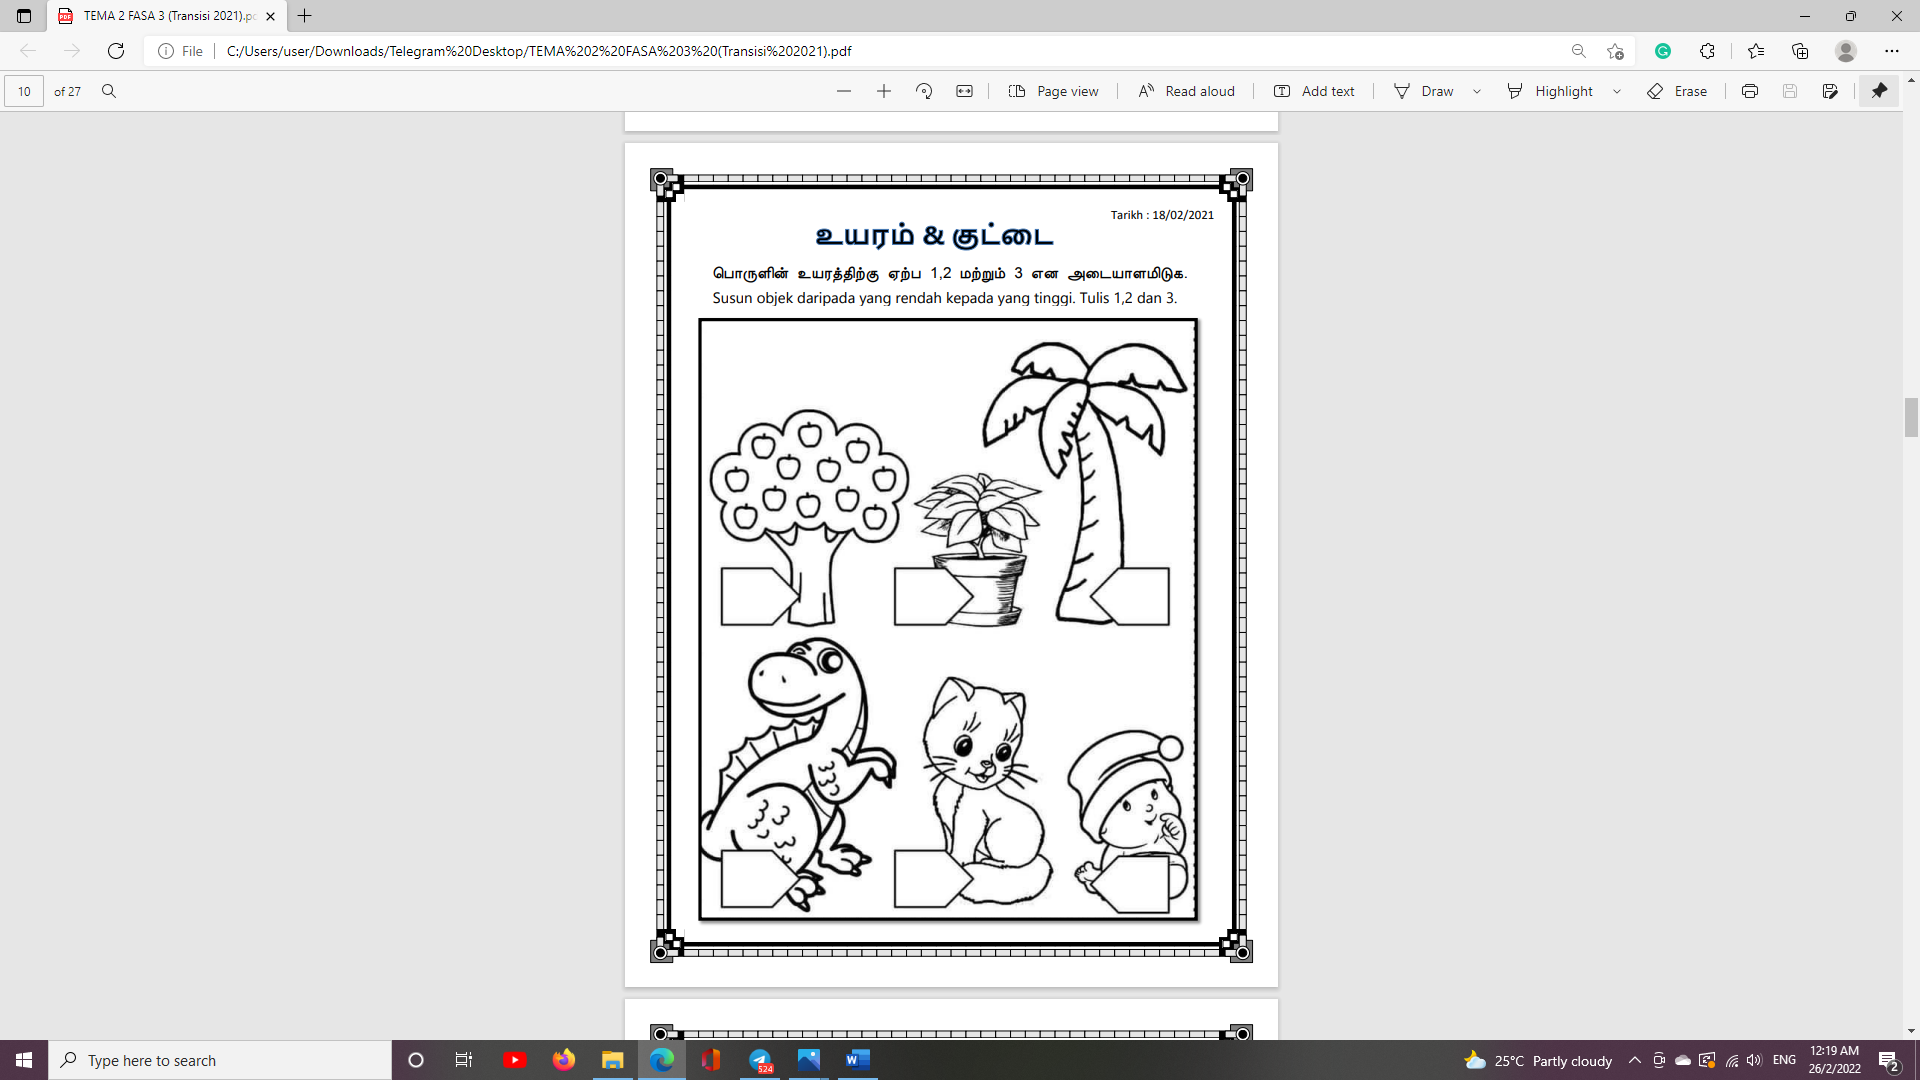 TEMA 2 FASA 3 (Transisi 2021).pd
File
C:/Users/user/Downloads/Telegram%20Desktop/TEMA%202%20FASA%203%20(Transisi%202021).pdf
10 of 27
Page view
Read aloud
Add text
Draw
Highlight
Erase
Tarikh : 18/02/2021
உயரம் & குட்டை
பொருளின் உயரத்திற்கு ஏற்ப 1,2 மற்றும் 3 என அடையாளமிடுக.
Susun objek daripada yang rendah kepada yang tinggi. Tulis 1,2 dan 3.
Type here to search
524
25°C Partly cloudy
ENG
12:19 AM
26/2/2022
2